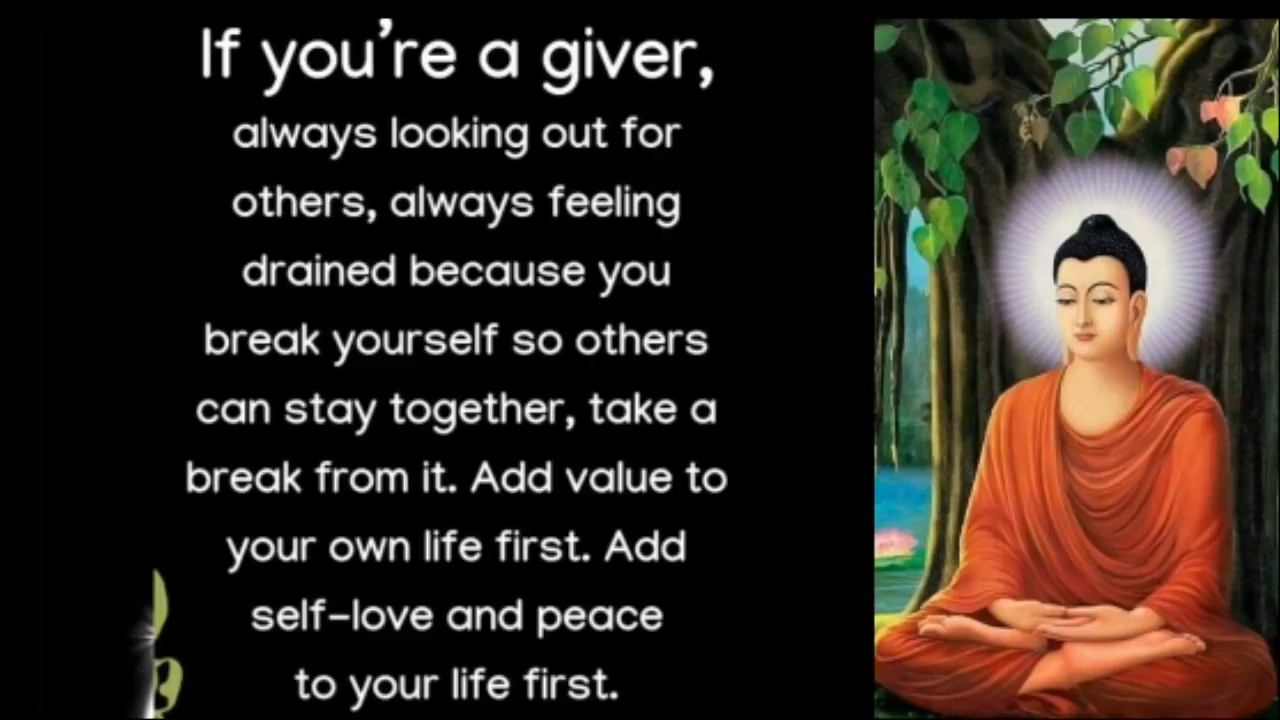 If you’re a giver,
always looking out for
others, always feeling
drained because you
break yourself so others
can stay together, take a
break from it. Add value to
your own life first. Add
self-love and peace
to your life first.